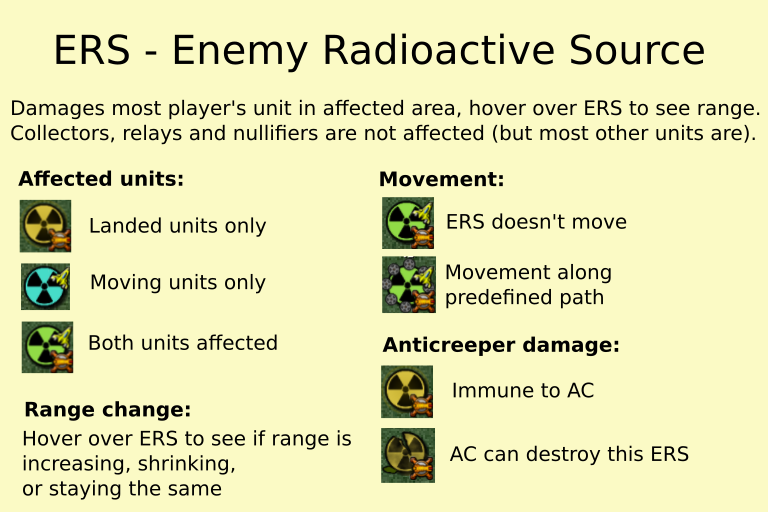 ERS - Enemy Radioactive Source
Damages most player's unit in affected area, hover over ERS to see range.
Collectors, relays and nullifiers are not affected (but most other units are).
Affected units:
Landed units only
Moving units only
Both units affected
Range change:
Hover over ERS to see if range is
increasing, shrinking,
or staying the same
Movement:
ERS doesn't move
Movement along
predefined path
Anticreeper damage:
Immune to AC
AC can destroy this ERS